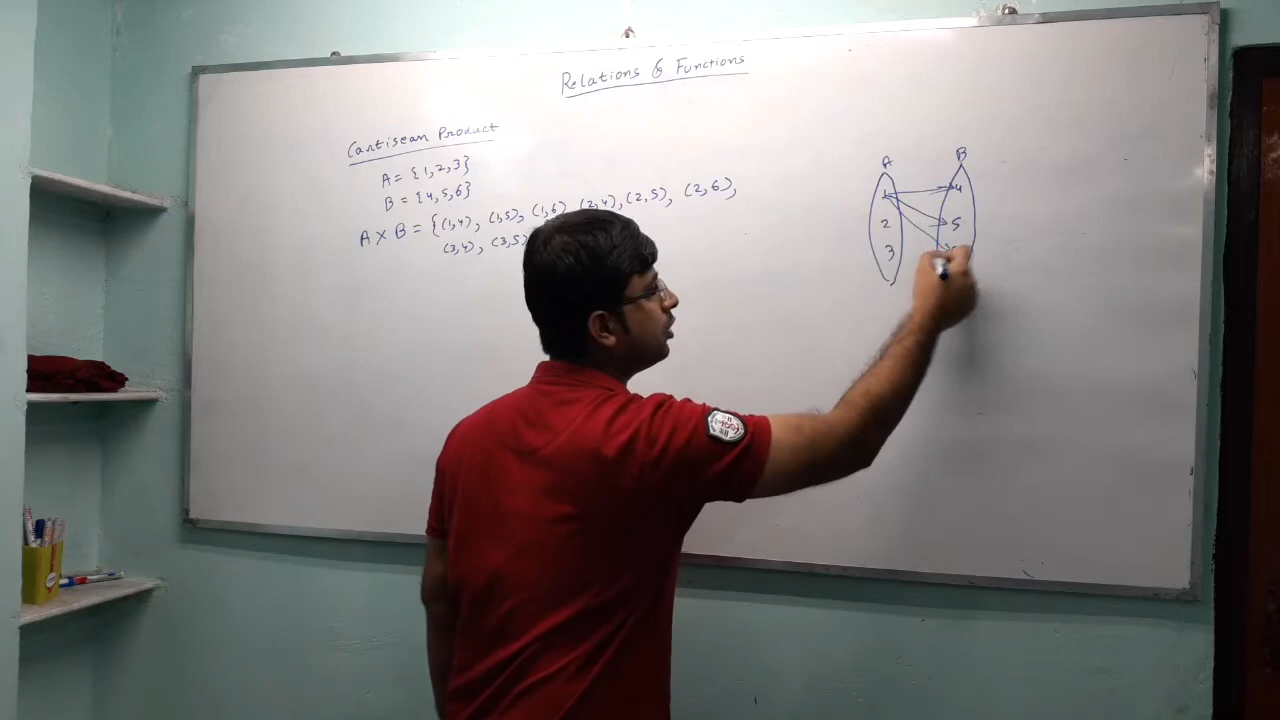 Relations & Functions
Cartisean Product
A = {1,2,3}
B = {4,5,6}
A × B = {(1,4), (1,5), (1,6), (2,4), (2,5), (2,6),
(3,4), (3,5)
A B
1 4
2 5
3